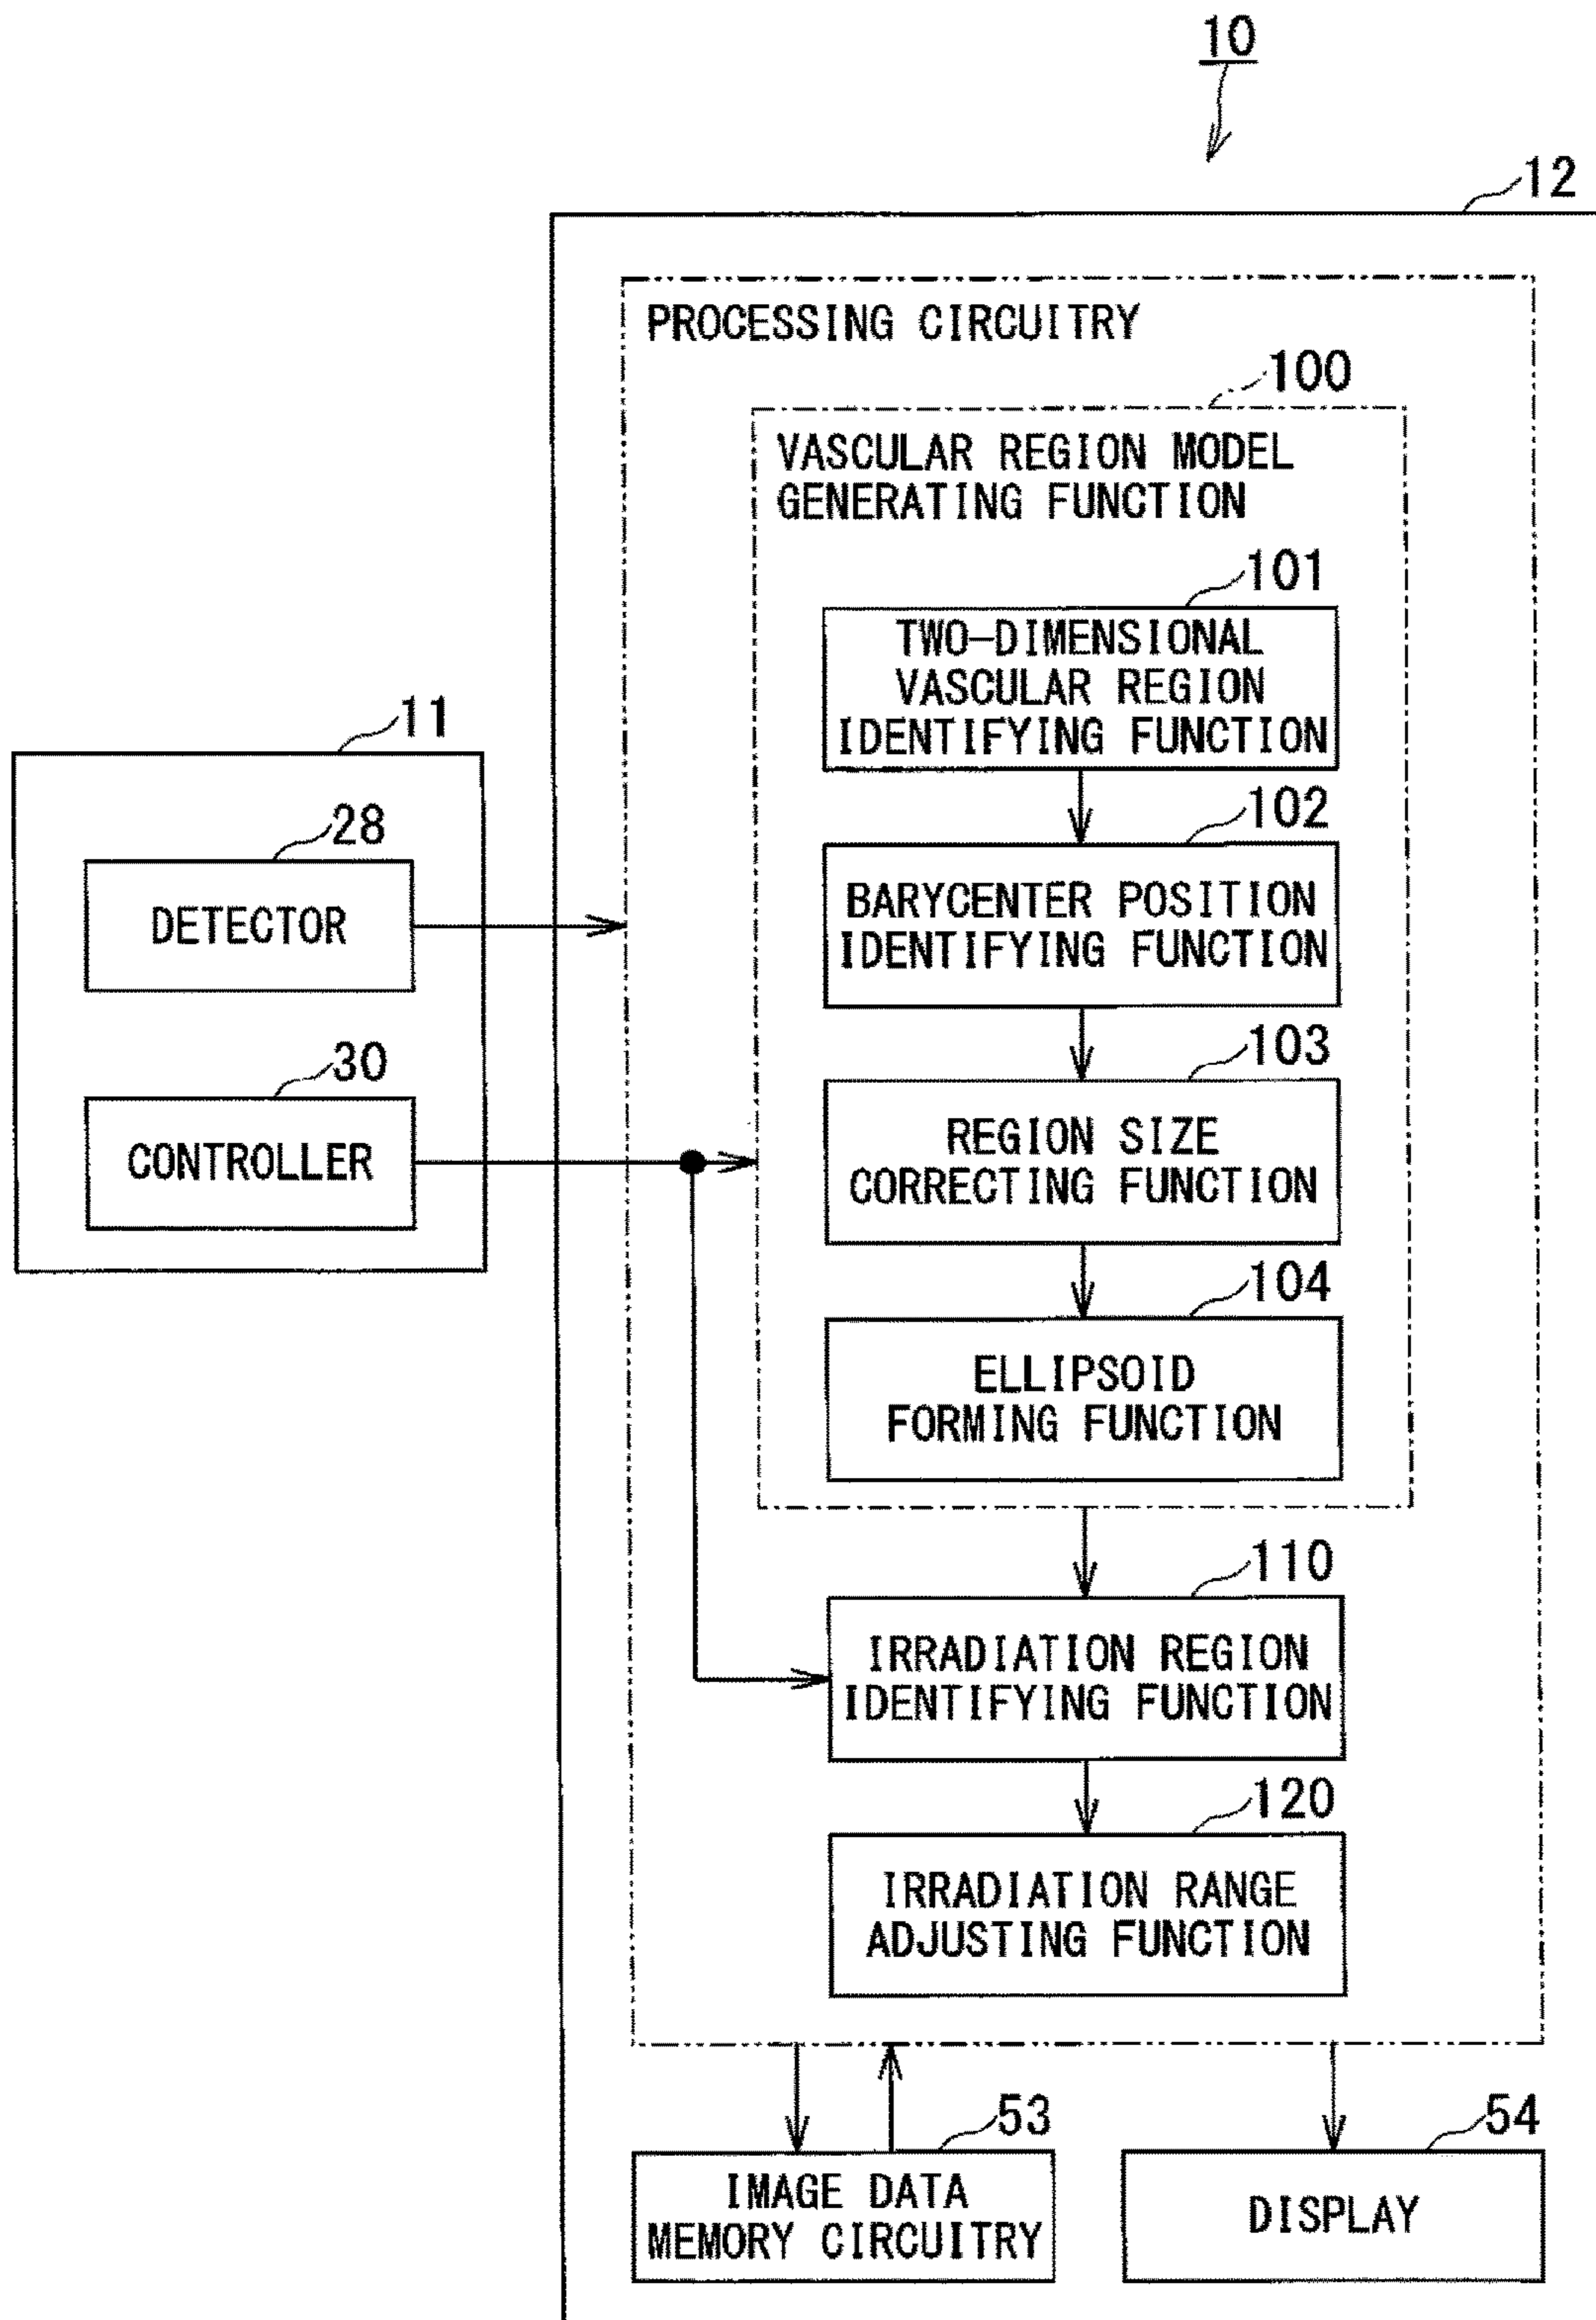 10
12
PROCESSING CIRCUITRY
100
VASCULAR REGION MODEL
GENERATING FUNCTION
101
TWO-DIMENSIONAL
VASCULAR REGION
IDENTIFYING FUNCTION
11
102
28
BARYCENTER POSITION
IDENTIFYING FUNCTION
DETECTOR
103
30
REGION SIZE
CORRECTING FUNCTION
CONTROLLER
104
ELLIPSOID
FORMING FUNCTION
110
IRRADIATION REGION
IDENTIFYING FUNCTION
120
IRRADIATION RANGE
ADJUSTING FUNCTION
53
IMAGE DATA
MEMORY CIRCUITRY
54
DISPLAY